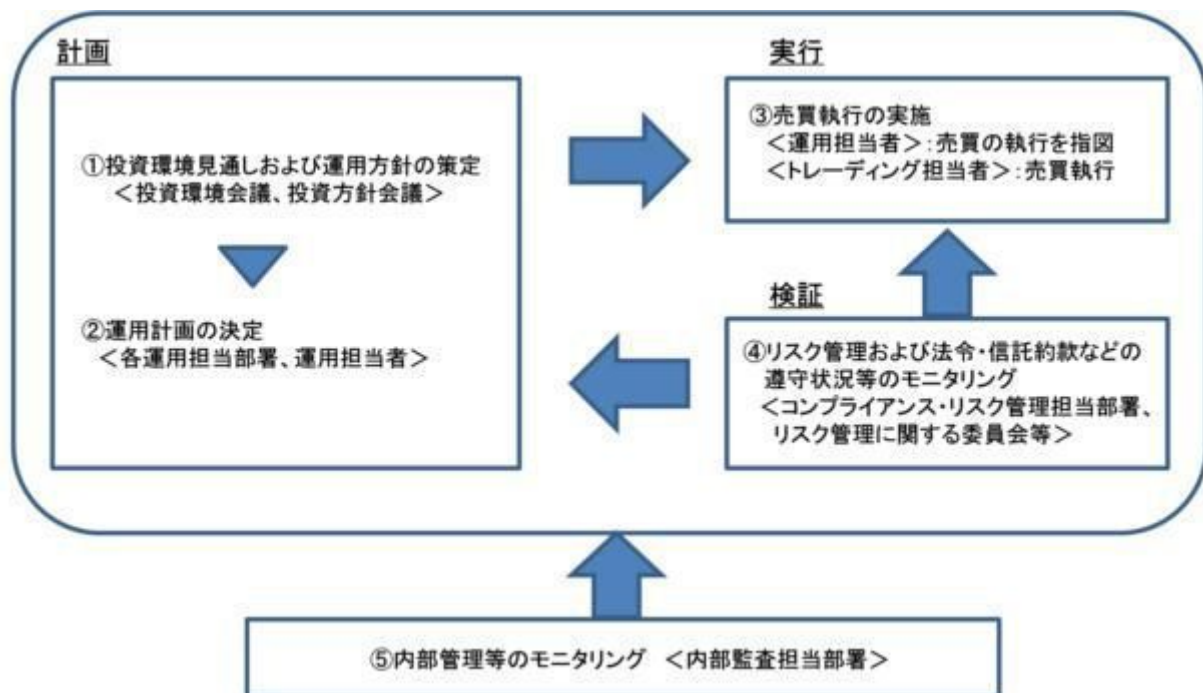 計画
①投資環境見通しおよび運用方針の策定
＜投資環境会議、投資方針会議＞
②運用計画の決定
＜各運用担当部署、運用担当者＞
実行
③売買執行の実施
＜運用担当者＞：売買の執行を指図
＜トレーディング担当者＞：売買執行
検証
④リスク管理および法令・信託約款などの
遵守状況等のモニタリング
＜コンプライアンス・リスク管理担当部署、
リスク管理に関する委員会等＞
⑤内部管理等のモニタリング ＜内部監査担当部署＞